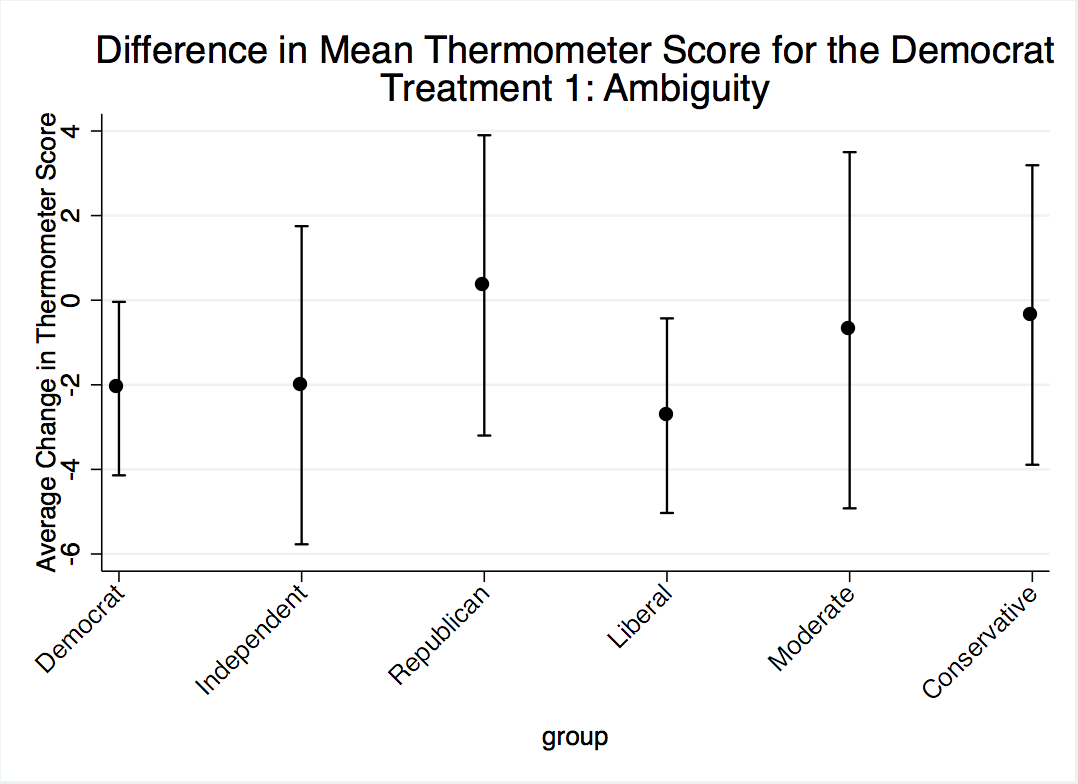 Difference in Mean Thermometer Score for the Democrat
Treatment 1: Ambiguity
Average Change in Thermometer Score
4
2
0
-2
-4
-6
Democrat
Independent
Republican
Liberal
Moderate
Conservative
group